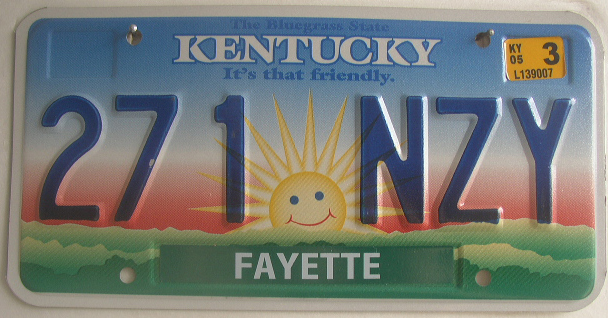 The Bluegrass State
KENTUCKY
It's that friendly.
KY 05 3
L139007
271 NZY
FAYETTE